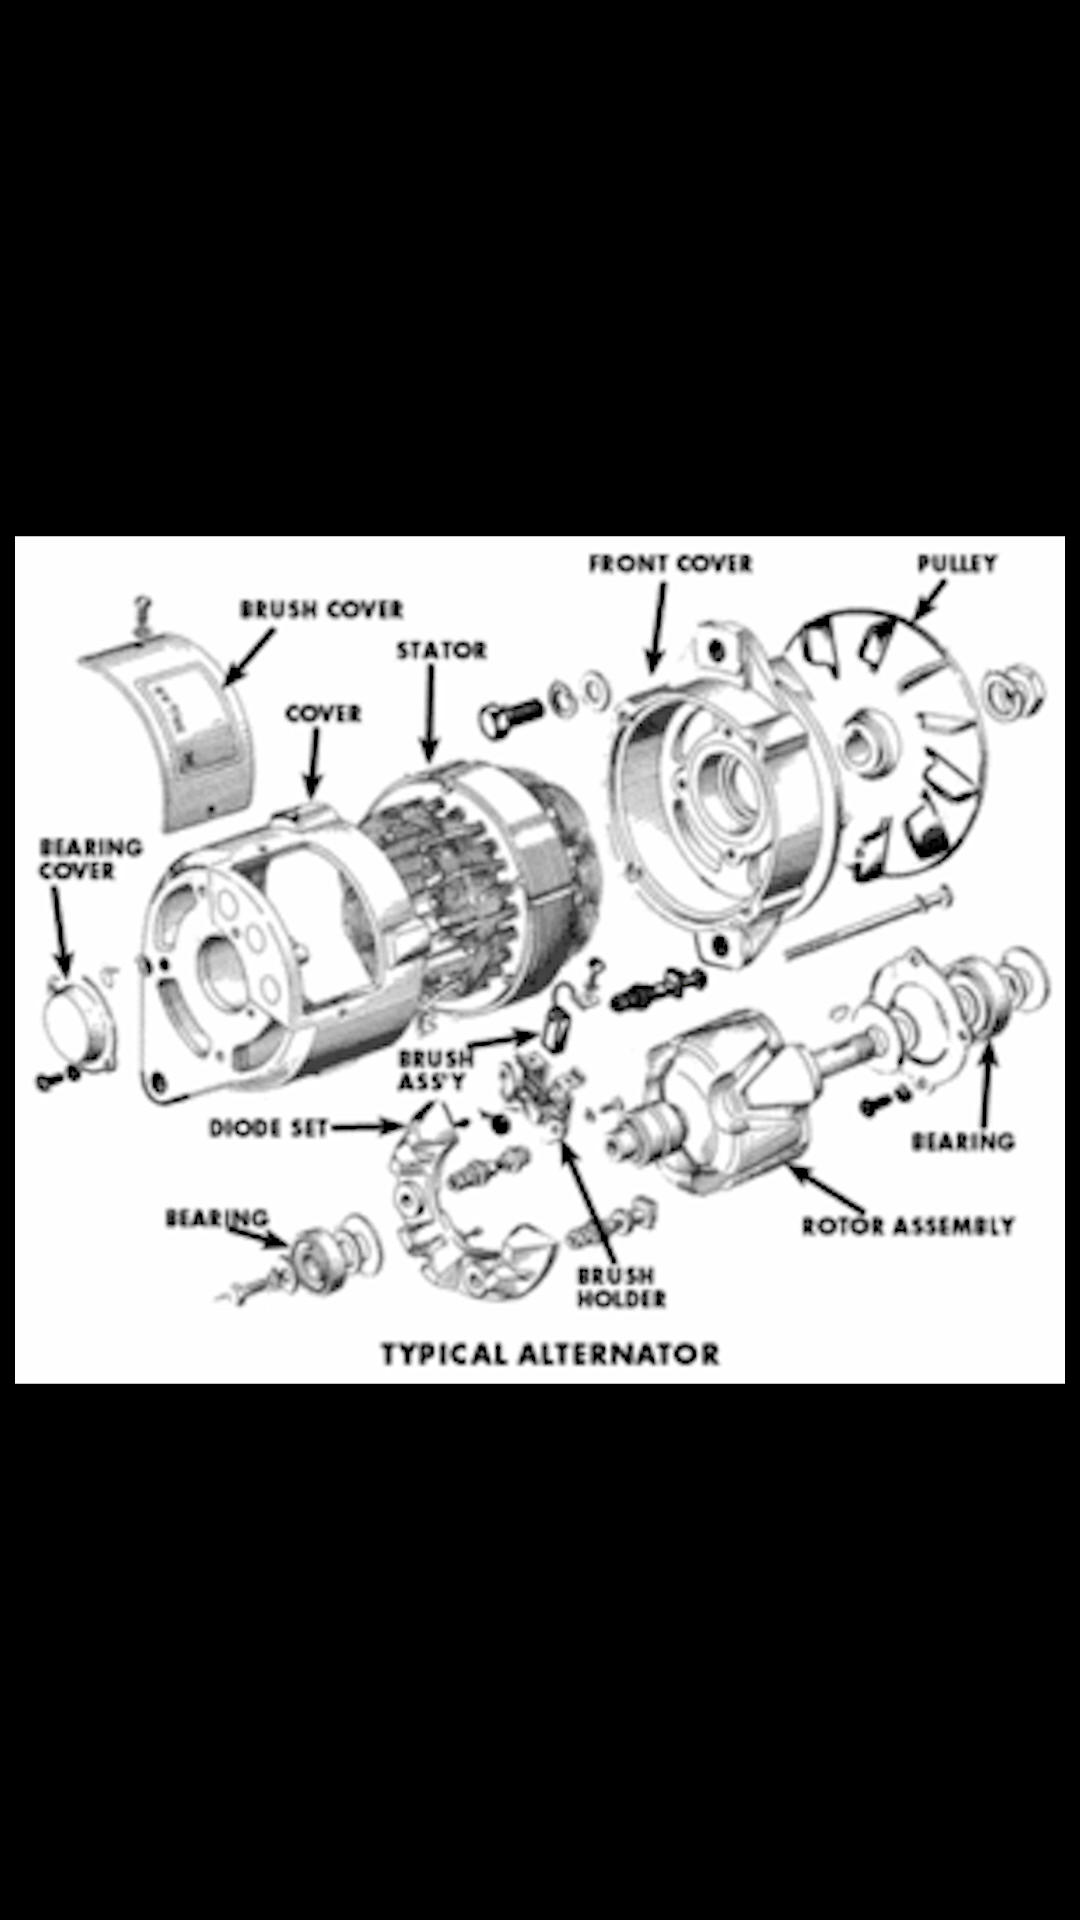 FRONT COVER
PULLEY
BRUSH COVER
STATOR
COVER
BEARING
COVER
BRUSH
ASS'Y
DIODE SET
BEARING
BEARING
ROTOR ASSEMBLY
BRUSH
HOLDER
TYPICAL ALTERNATOR